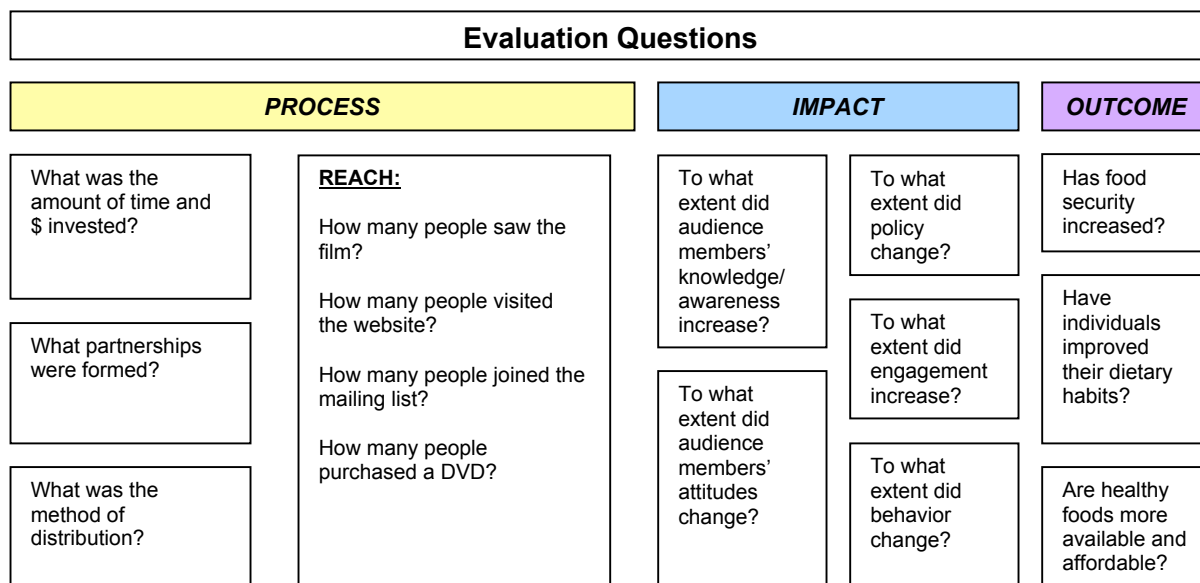 Evaluation Questions
PROCESS
What was the
amount of time and
$ invested?
What partnerships
were formed?
What was the
method of
distribution?
REACH:
How many people saw the
film?
How many people visited
the website?
How many people joined the
mailing list?
How many people
purchased a DVD?
IMPACT
To what
extent did
audience
members’
knowledge/
awareness
increase?
To what
extent did
audience
members’
attitudes
change?
To what
extent did
policy
change?
To what
extent did
engagement
increase?
To what
extent did
behavior
change?
OUTCOME
Has food
security
increased?
Have
individuals
improved
their dietary
habits?
Are healthy
foods more
available and
affordable?